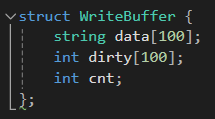 struct WriteBuffer {
    string data[100];
    int dirty[100];
    int cnt;
};